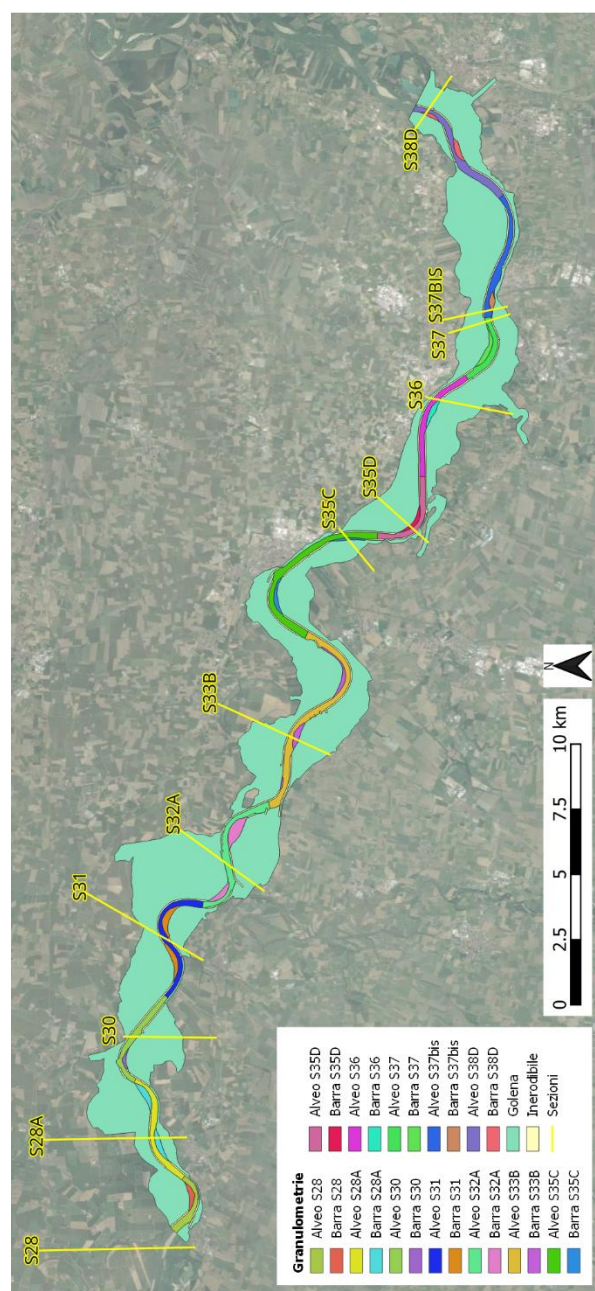 S28
S28A
S30
S31
S32A
S33B
S35C
S35D
S36
S37
S37BIS
S38D
Granulometrie
Alveo S28
Barra S28
Alveo S28A
Barra S28A
Alveo S30
Barra S30
Alveo S31
Barra S31
Alveo S32A
Barra S32A
Alveo S33B
Barra S33B
Alveo S35C
Barra S35C
Alveo S35D
Barra S35D
Alveo S36
Barra S36
Alveo S37
Barra S37
Alveo S37bis
Barra S37bis
Alveo S38D
Barra S38D
Golena
Inerodibile
Sezioni
0 2.5 5 7.5 10 km
N